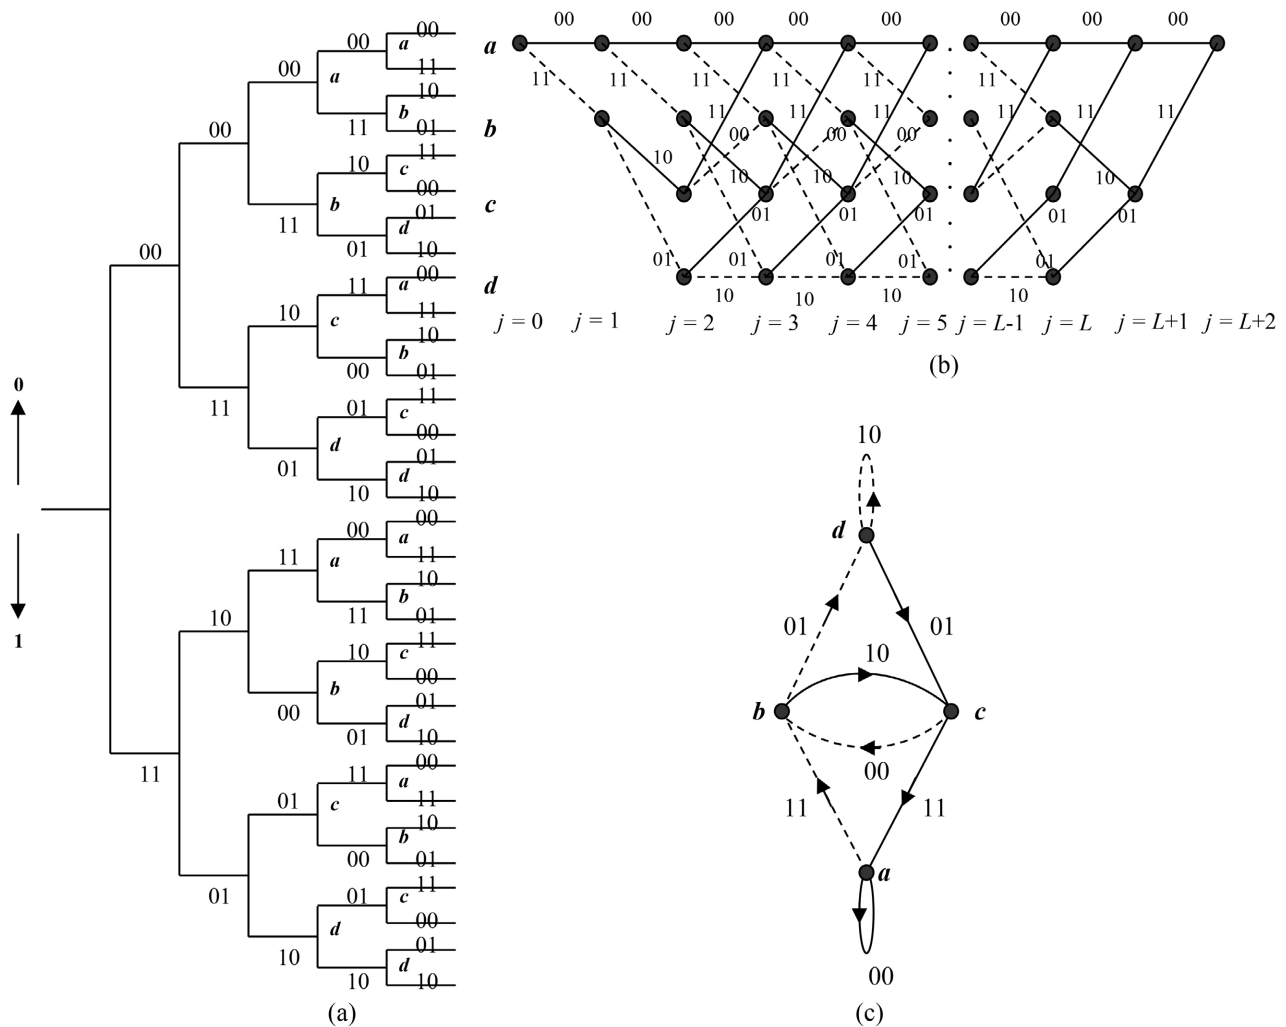 00
00 a
00 11
a 10
b
00 11 01
11
10 c
00
b 01
11 d
01 10
00
00
11 a
10 c 11
10
b
00 01
11
11 01 c
d 00
01
01 d
10 10
0
1
00
00 a
11 a 11
10
b
11 01
10
11
10 c
b 00
00 01
d
01 10
11
00
11 a
01 c 11
10
b
00 01
01
11
01 c
d 00
10 01
d
10 10
(a)
00 00 00 00 00 00 00 00
a
11 11 11 11 11 11
11 11 11 11 11 11
b
00 00 00
10 10 10 10 10
c
01 01 01 01 01
01 01 01 01 01
d
10 10 10 10
j = 0 j = 1 j = 2 j = 3 j = 4 j = 5 j = L-1 j = L j = L+1 j = L+2
(b)
10
d
01 01
10
b c
00
11 11
a
00
(c)